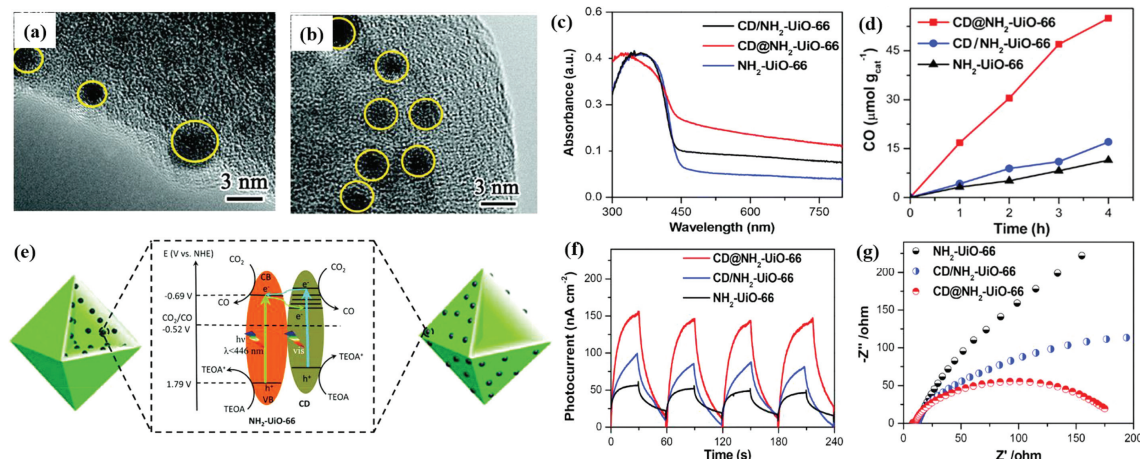 (a)
3 nm
(b)
3 nm
(c)
Absorbance (a.u.)
0.6
0.4
0.3
0.1
0.0
CD/NH2-UiO-66
CD@NH2-UiO-66
NH2-UiO-66
300 450 600 750
Wavelength (nm)
(d)
CO (μmol gcat⁻¹)
45
30
15
0
CD@NH2-UiO-66
CD/NH2-UiO-66
NH2-UiO-66
0 1 2 3 4
Time (h)
(e)
E (V vs. NHE)
-0.69 V
CO2/CO
-0.52 V
1.79 V
CO2
CB
e⁻
CO
hν
λ<446 nm
TEOA⁺
h⁺
TEOA
VB
NH2-UiO-66
CO2
e⁻
e⁻
CO
vis
TEOA⁺
h⁺
TEOA
CD
(f)
Photocurrent (nA cm⁻²)
200
150
100
50
0
CD@NH2-UiO-66
CD/NH2-UiO-66
NH2-UiO-66
0 60 120 180 240
Time (s)
(g)
-Z'' /ohm
200
150
100
50
0
NH2-UiO-66
CD/NH2-UiO-66
CD@NH2-UiO-66
0 50 100 150 200
Z' /ohm